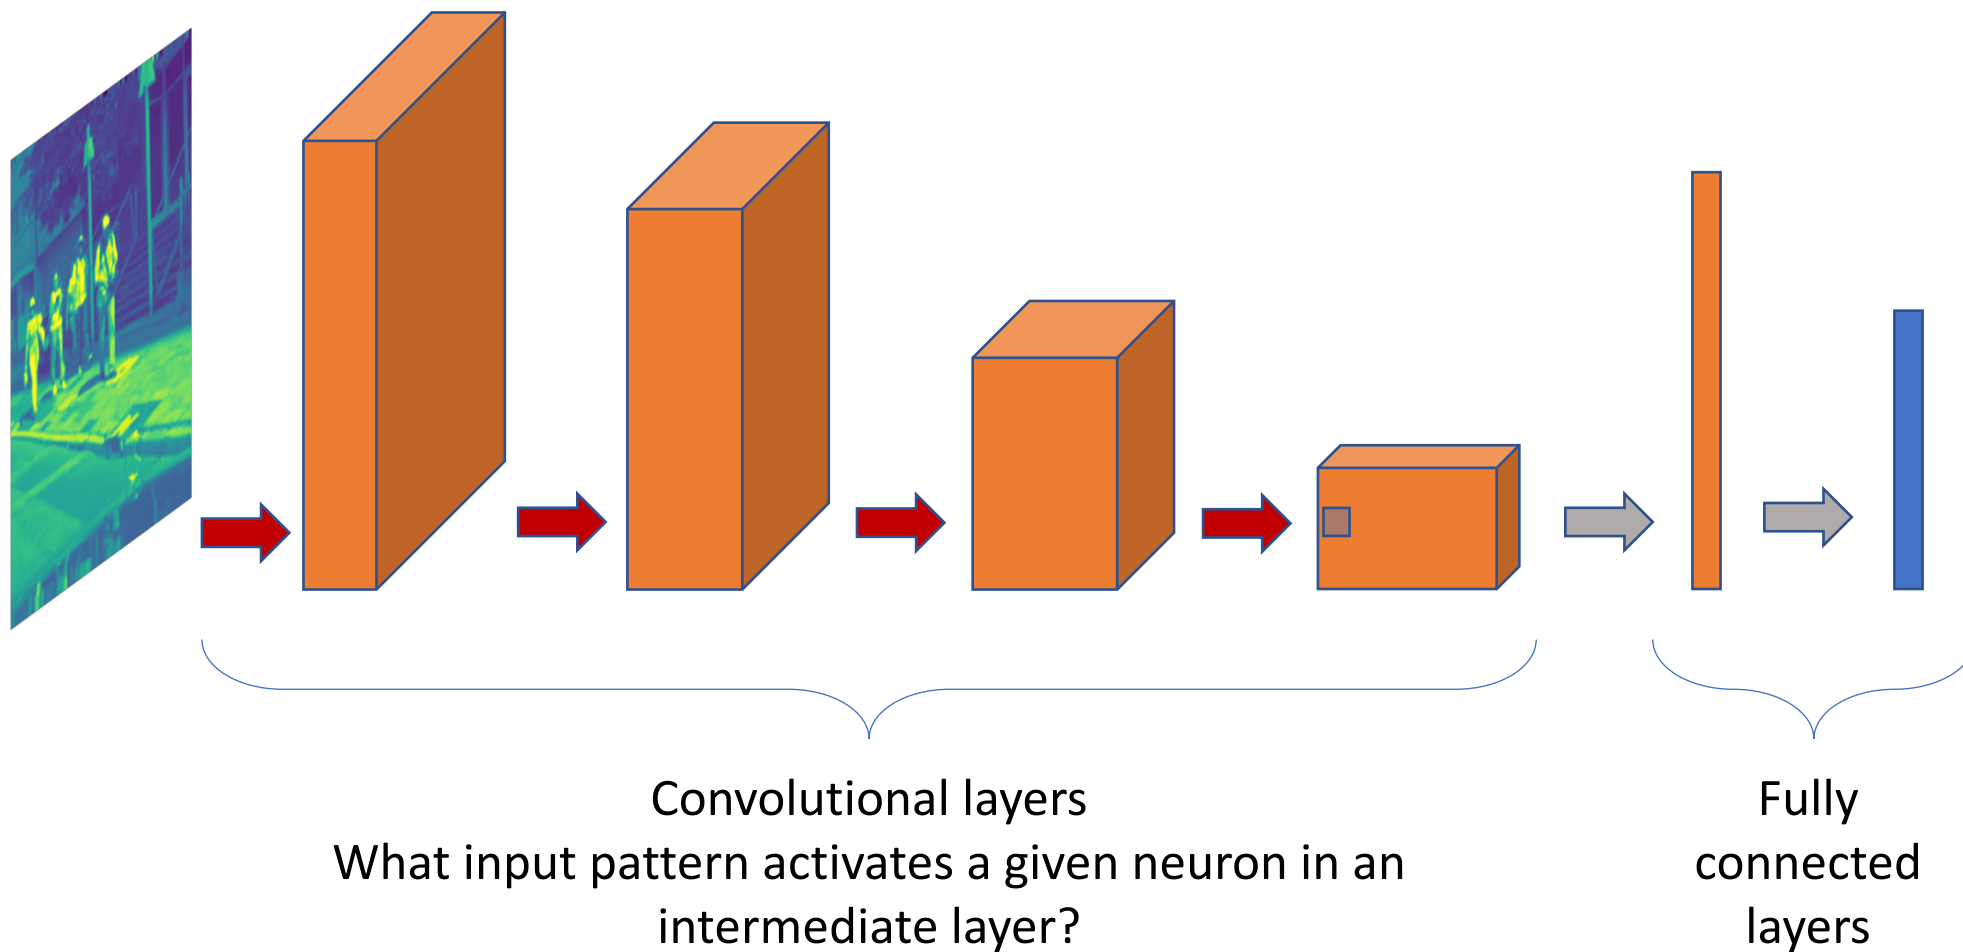 Convolutional layers
What input pattern activates a given neuron in an
intermediate layer?
Fully
connected
layers